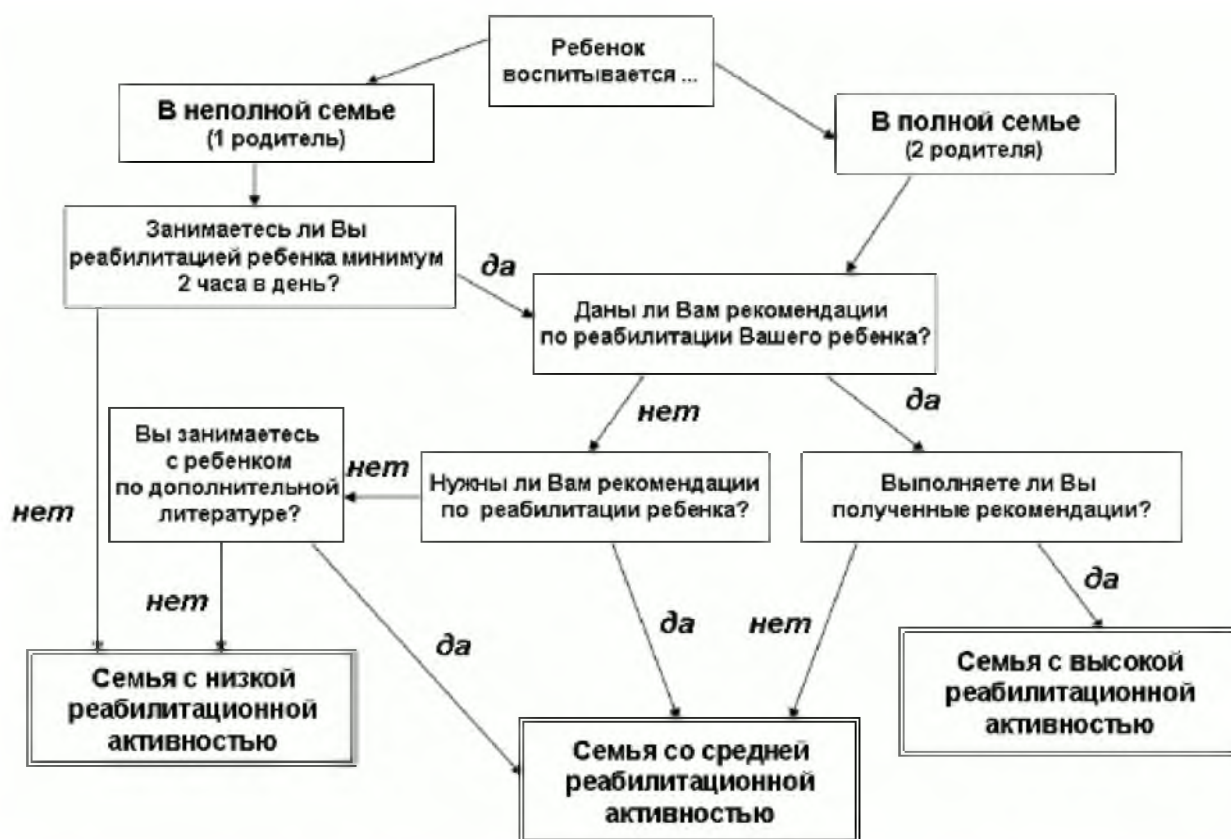 Ребенок
воспитывается ...
В неполной семье
(1 родитель)
В полной семье
(2 родителя)
Занимаетесь ли Вы
реабилитацией ребенка минимум
2 часа в день?
да
Даны ли Вам рекомендации
по реабилитации Вашего ребенка?
нет
да
Вы занимаетесь
с ребенком
по дополнительной
литературе?
нет
Нужны ли Вам рекомендации
по реабилитации ребенка?
Выполняете ли Вы
полученные рекомендации?
нет
нет
да
да
нет
да
Семья с низкой
реабилитационной
активностью
Семья со средней
реабилитационной
активностью
Семья с высокой
реабилитационной
активностью